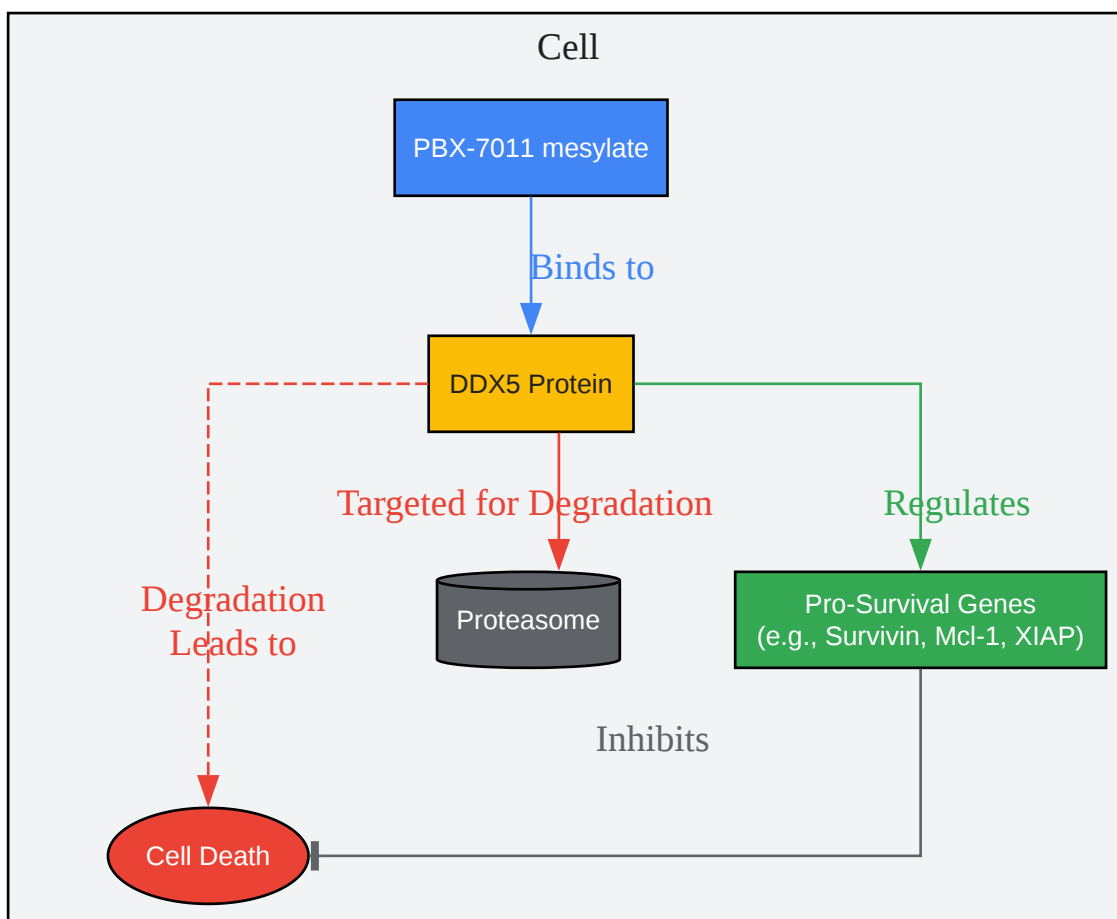 Cell
PBX-7011 mesylate
Binds to
DDX5 Protein
Targeted for Degradation
Regulates
Degradation
Leads to
Proteasome
Pro-Survival Genes
(e.g., Survivin, Mcl-1, XIAP)
Inhibits
Cell Death